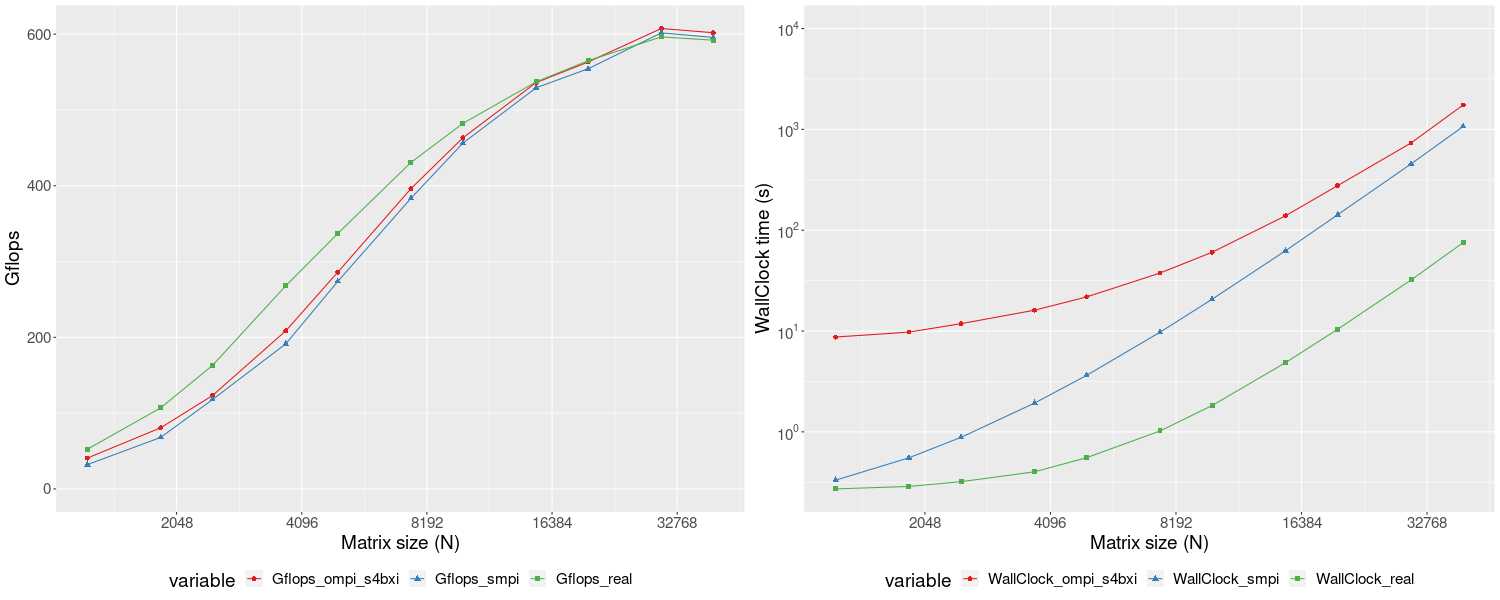 600
400
200
0
Gflops
2048 4096 8192 16384 32768
Matrix size (N)
variable Gflops_ompi_s4bxi Gflops_smpi Gflops_real
10^4
10^3
10^2
10^1
10^0
WallClock time (s)
2048 4096 8192 16384 32768
Matrix size (N)
variable WallClock_ompi_s4bxi WallClock_smpi WallClock_real